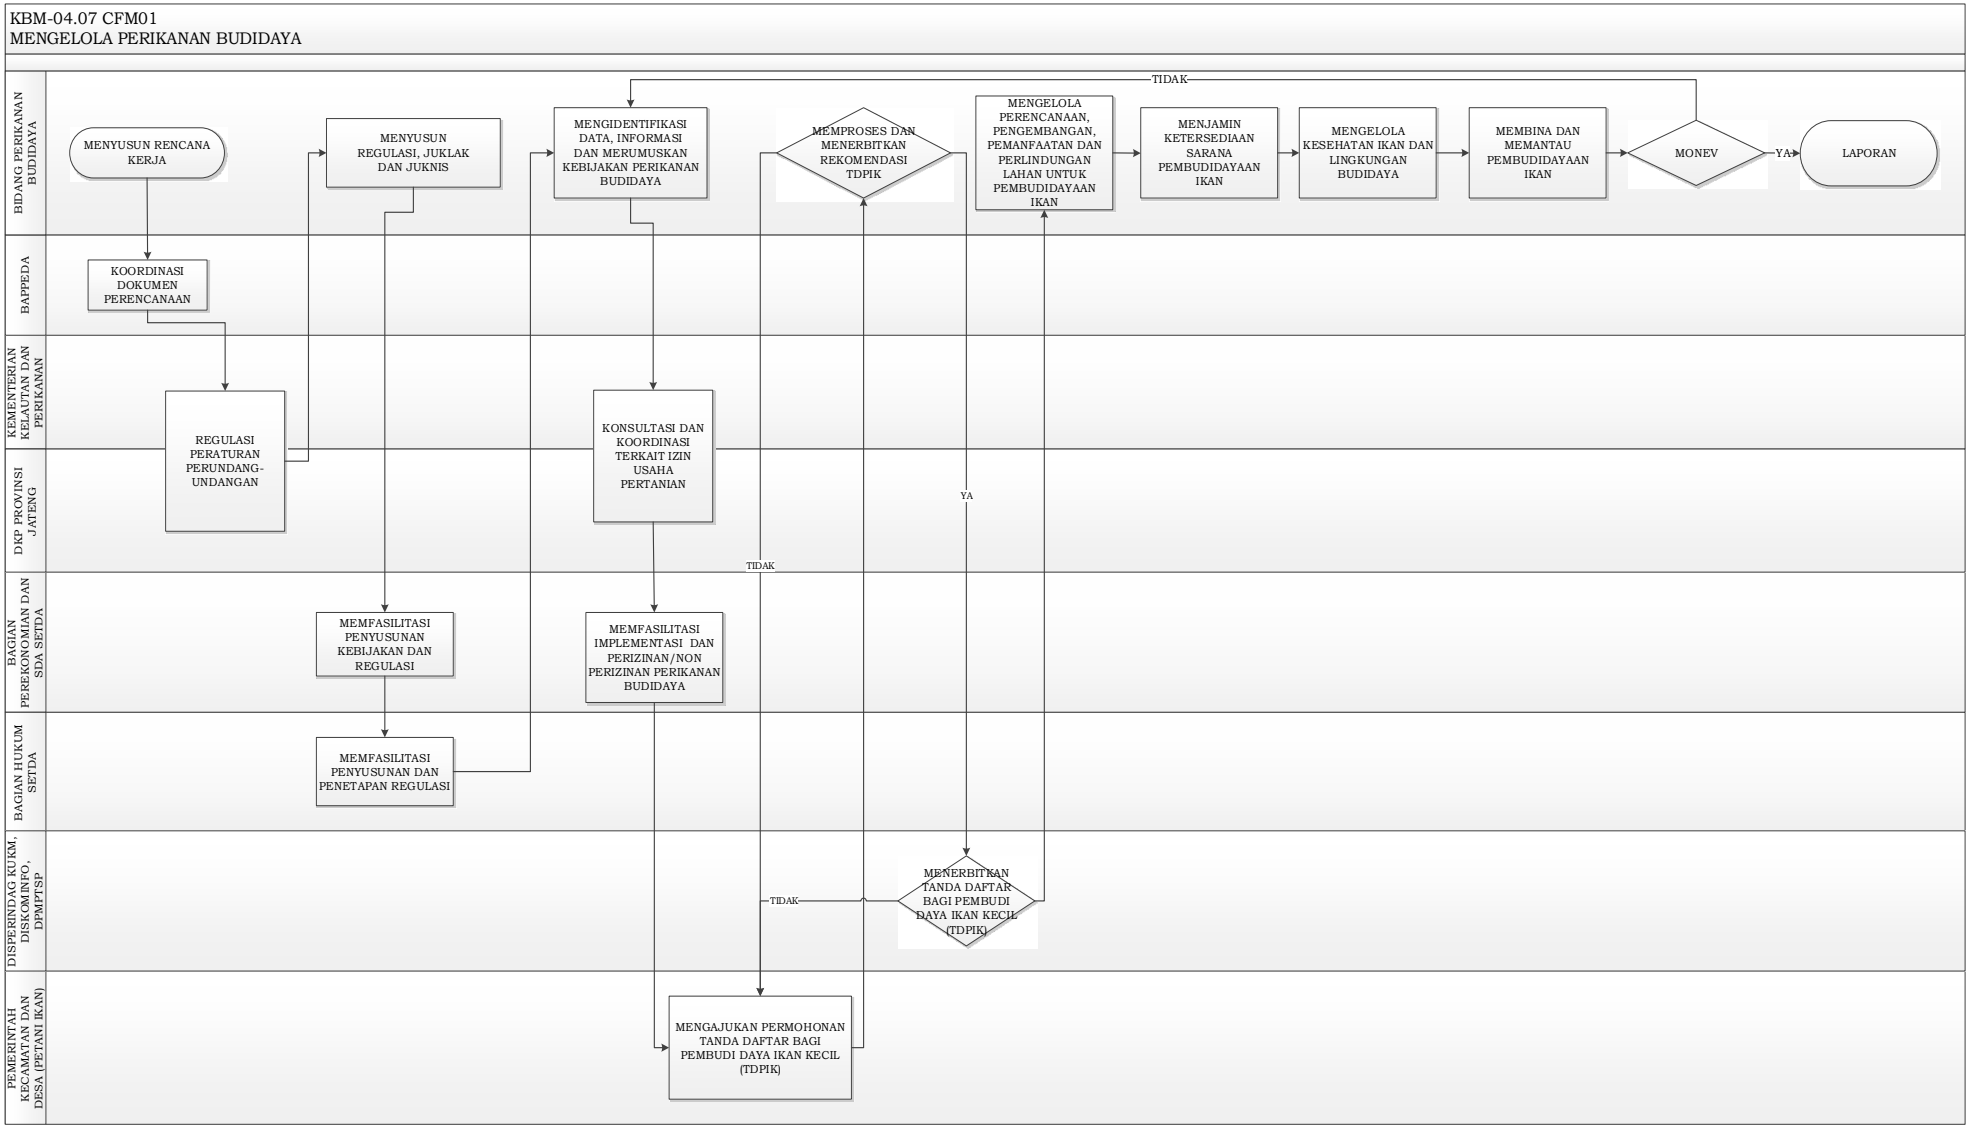 KBM-04.07 CFM01
MENGELOLA PERIKANAN BUDIDAYA
BIDANG PERIKANAN
BUDIDAYA
MENYUSUN RENCANA
KERJA
MENYUSUN
REGULASI, JUKLAK
DAN JUKNIS
MENGIDENTIFIKASI
DATA, INFORMASI
DAN MERUMUSKAN
KEBIJAKAN PERIKANAN
BUDIDAYA
MEMPROSES DAN
MENERBITKAN
REKOMENDASI
TDPIK
MENGELOLA
PERENCANAAN,
PENGEMBANGAN,
PEMANFAATAN DAN
PERLINDUNGAN
LAHAN UNTUK
PEMBUDIDAYAAN
IKAN
TIDAK
MENJAMIN
KETERSEDIAAN
SARANA
PEMBUDIDAYAAN
IKAN
MENGELOLA
KESEHATAN IKAN DAN
LINGKUNGAN
BUDIDAYA
MEMBINA DAN
MEMANTAU
PEMBUDIDAYAAN
IKAN
MONEV
YA
LAPORAN
BAPPEDA
KOORDINASI
DOKUMEN
PERENCANAAN
KEMENTERIAN
KELAUTAN DAN
PERIKANAN
REGULASI
PERATURAN
PERUNDANG-
UNDANGAN
KONSULTASI DAN
KOORDINASI
TERKAIT IZIN
USAHA
PERTANIAN
DKP PROVINSI
JATENG
YA
TIDAK
BAGIAN
PEREKONOMIAN DAN
SDA SETDA
MEMFASILITASI
PENYUSUNAN
KEBIJAKAN DAN
REGULASI
MEMFASILITASI
IMPLEMENTASI DAN
PERIZINAN/NON
PERIZINAN PERIKANAN
BUDIDAYA
BAGIAN HUKUM
SETDA
MEMFASILITASI
PENYUSUNAN DAN
PENETAPAN REGULASI
DISPERINDAG KUKM,
DISKOMINFO,
DPMPTSP
TIDAK
MENERBITKAN
TANDA DAFTAR
BAGI PEMBUDI
DAYA IKAN KECIL
(TDPIK)
PEMERINTAH
KECAMATAN DAN
DESA (PETANI IKAN)
MENGAJUKAN PERMOHONAN
TANDA DAFTAR BAGI
PEMBUDI DAYA IKAN KECIL
(TDPIK)